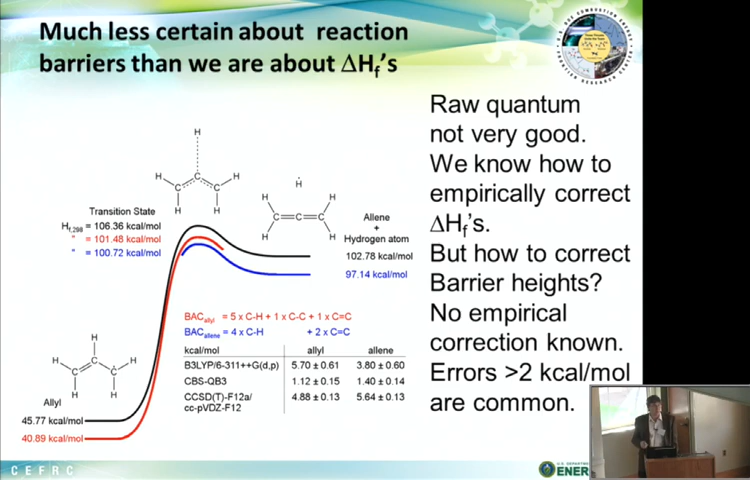 Much less certain about reaction
barriers than we are about ΔHf's
Raw quantum
not very good.
We know how to
empirically correct
ΔHf's.
But how to correct
Barrier heights?
No empirical
correction known.
Errors >2 kcal/mol
are common.
H
H
C
H
C
C
H
H
Transition State
Hf,298 = 106.36 kcal/mol
" = 101.48 kcal/mol
" = 100.72 kcal/mol
Ḣ
H
H
C
C
C
H
H
Allene
+
Hydrogen atom
102.78 kcal/mol
97.14 kcal/mol
BACallyl = 5 x C-H + 1 x C-C + 1 x C=C
BACallene = 4 x C-H + 2 x C=C
kcal/mol allyl allene
B3LYP/6-311++G(d,p) 5.70 ± 0.61 3.80 ± 0.60
CBS-QB3 1.12 ± 0.15 1.40 ± 0.14
CCSD(T)-F12a/
cc-pVDZ-F12 4.88 ± 0.13 5.64 ± 0.13
H
H
C
H
C
Ċ
H
H
Allyl
45.77 kcal/mol
40.89 kcal/mol
CEFRC
ENER